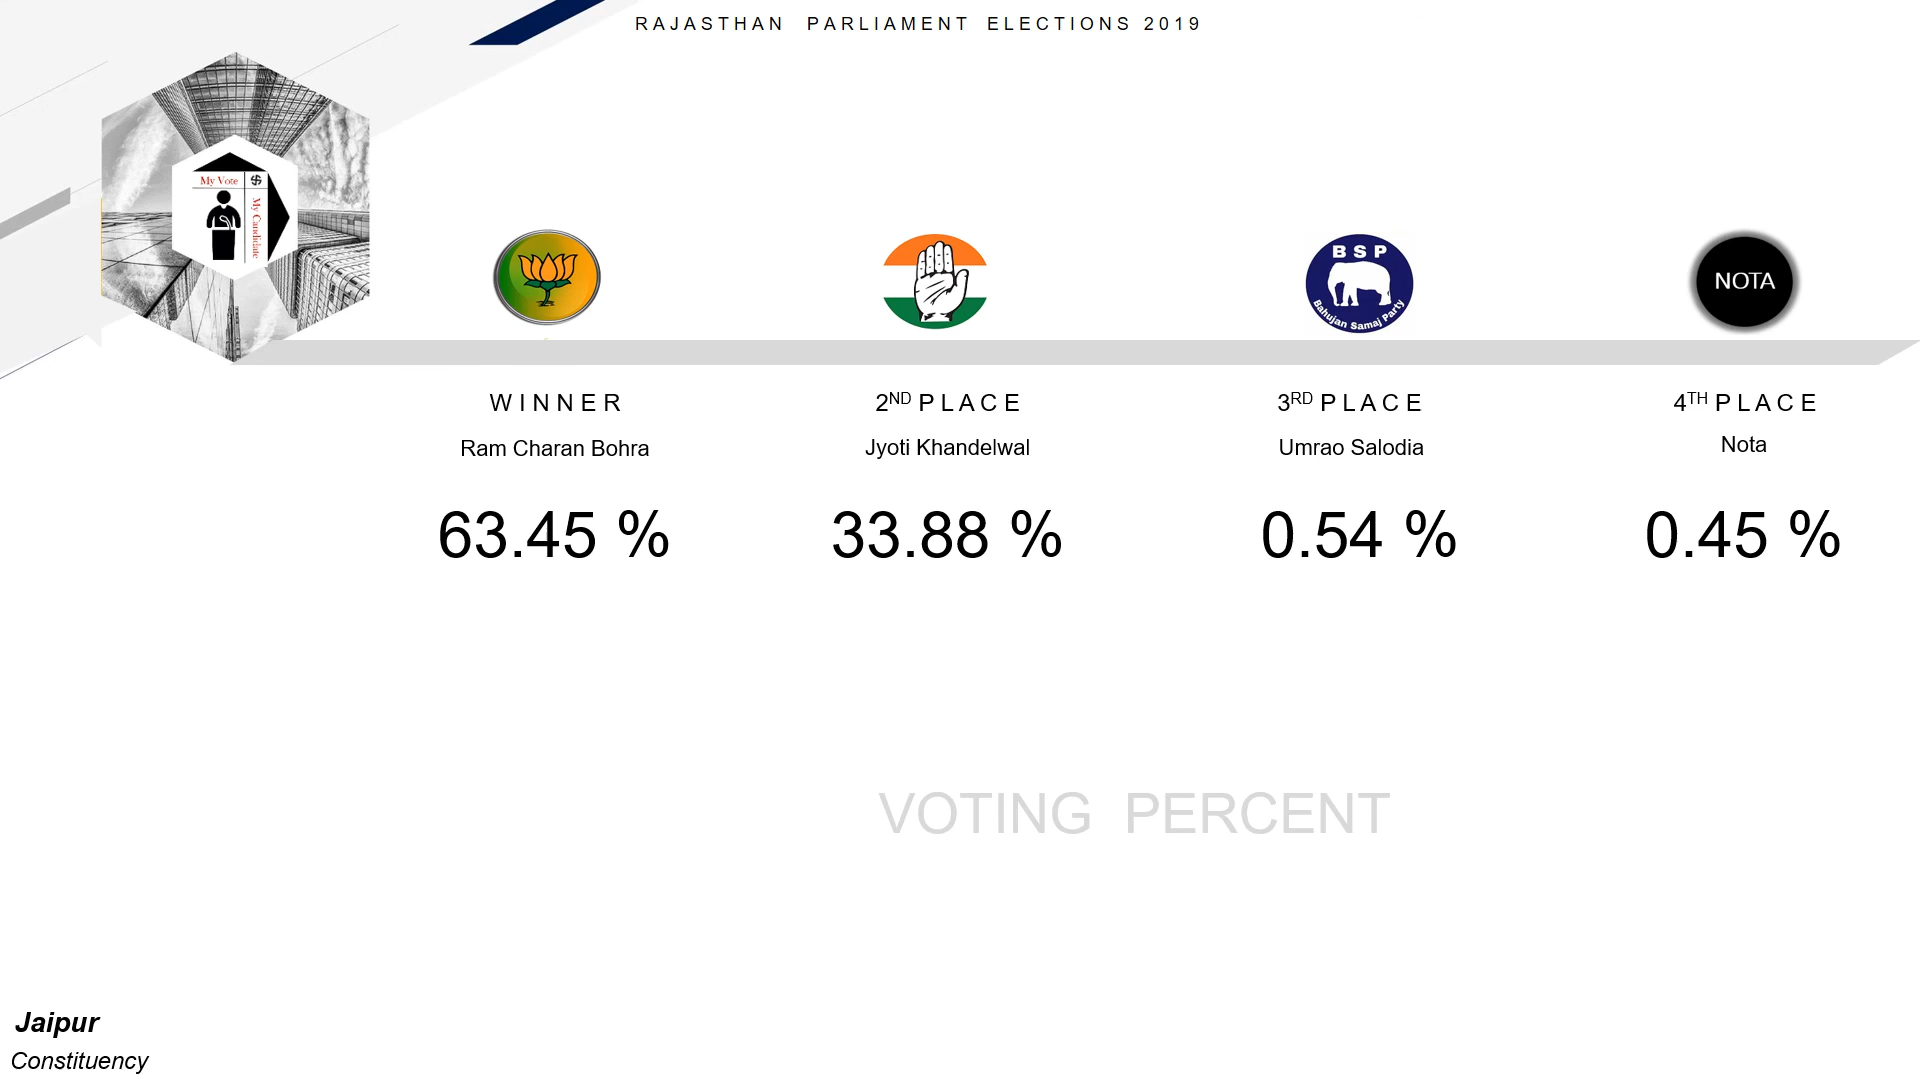 RAJASTHAN PARLIAMENT ELECTIONS 2019
My Vote
My Candidate
BSP
Bahujan Samaj Party
NOTA
WINNER
2ND PLACE
3RD PLACE
4TH PLACE
Ram Charan Bohra
Jyoti Khandelwal
Umrao Salodia
Nota
63.45 %
33.88 %
0.54 %
0.45 %
VOTING PERCENT
Jaipur
Constituency